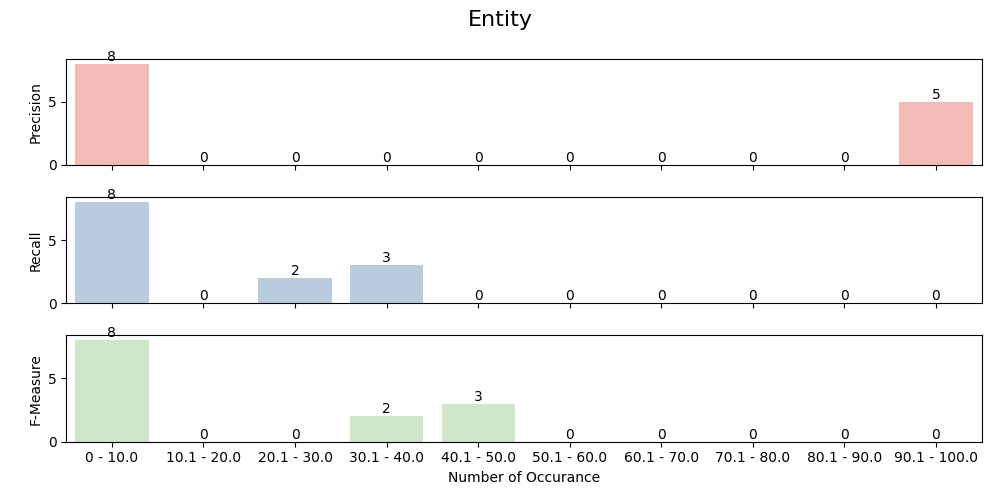 Entity
Precision
5
0
8 0 0 0 0 0 0 0 0 5
Recall
5
0
8 0 2 3 0 0 0 0 0 0
F-Measure
5
0
8 0 0 2 3 0 0 0 0 0
0 - 10.0 10.1 - 20.0 20.1 - 30.0 30.1 - 40.0 40.1 - 50.0 50.1 - 60.0 60.1 - 70.0 70.1 - 80.0 80.1 - 90.0 90.1 - 100.0
Number of Occurance